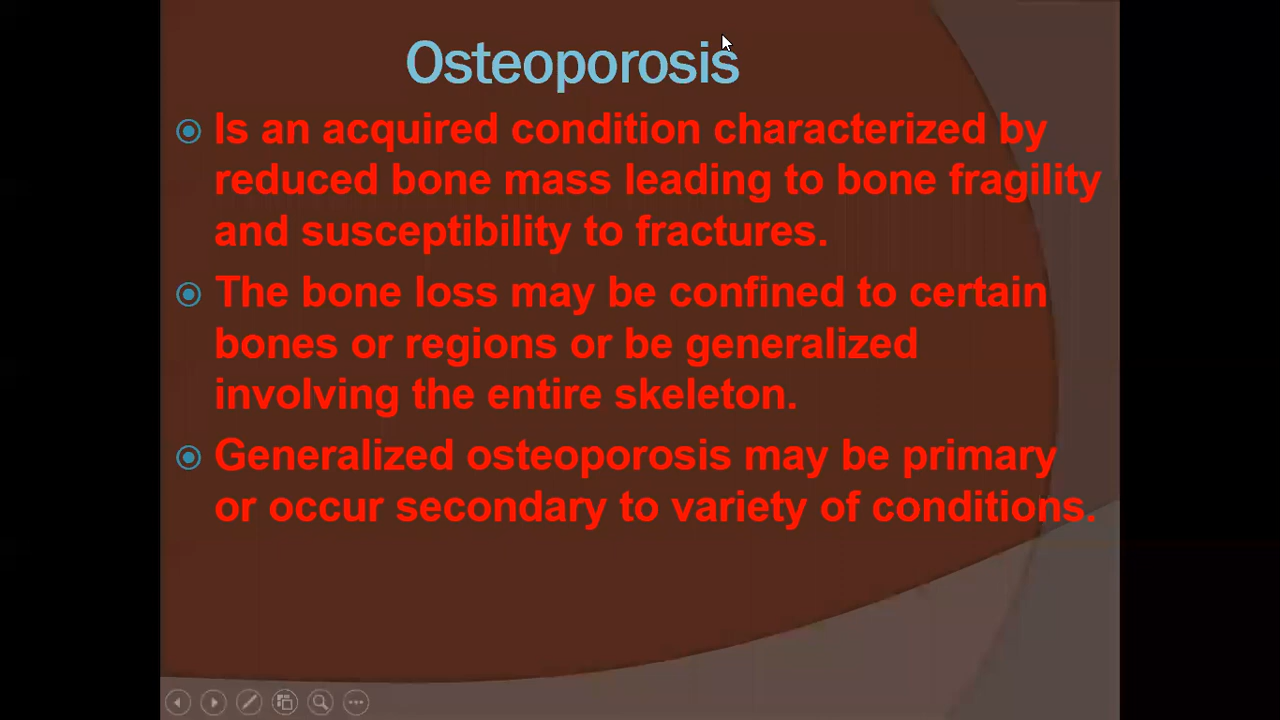 Osteoporosis
Is an acquired condition characterized by
reduced bone mass leading to bone fragility
and susceptibility to fractures.
The bone loss may be confined to certain
bones or regions or be generalized
involving the entire skeleton.
Generalized osteoporosis may be primary
or occur secondary to variety of conditions.